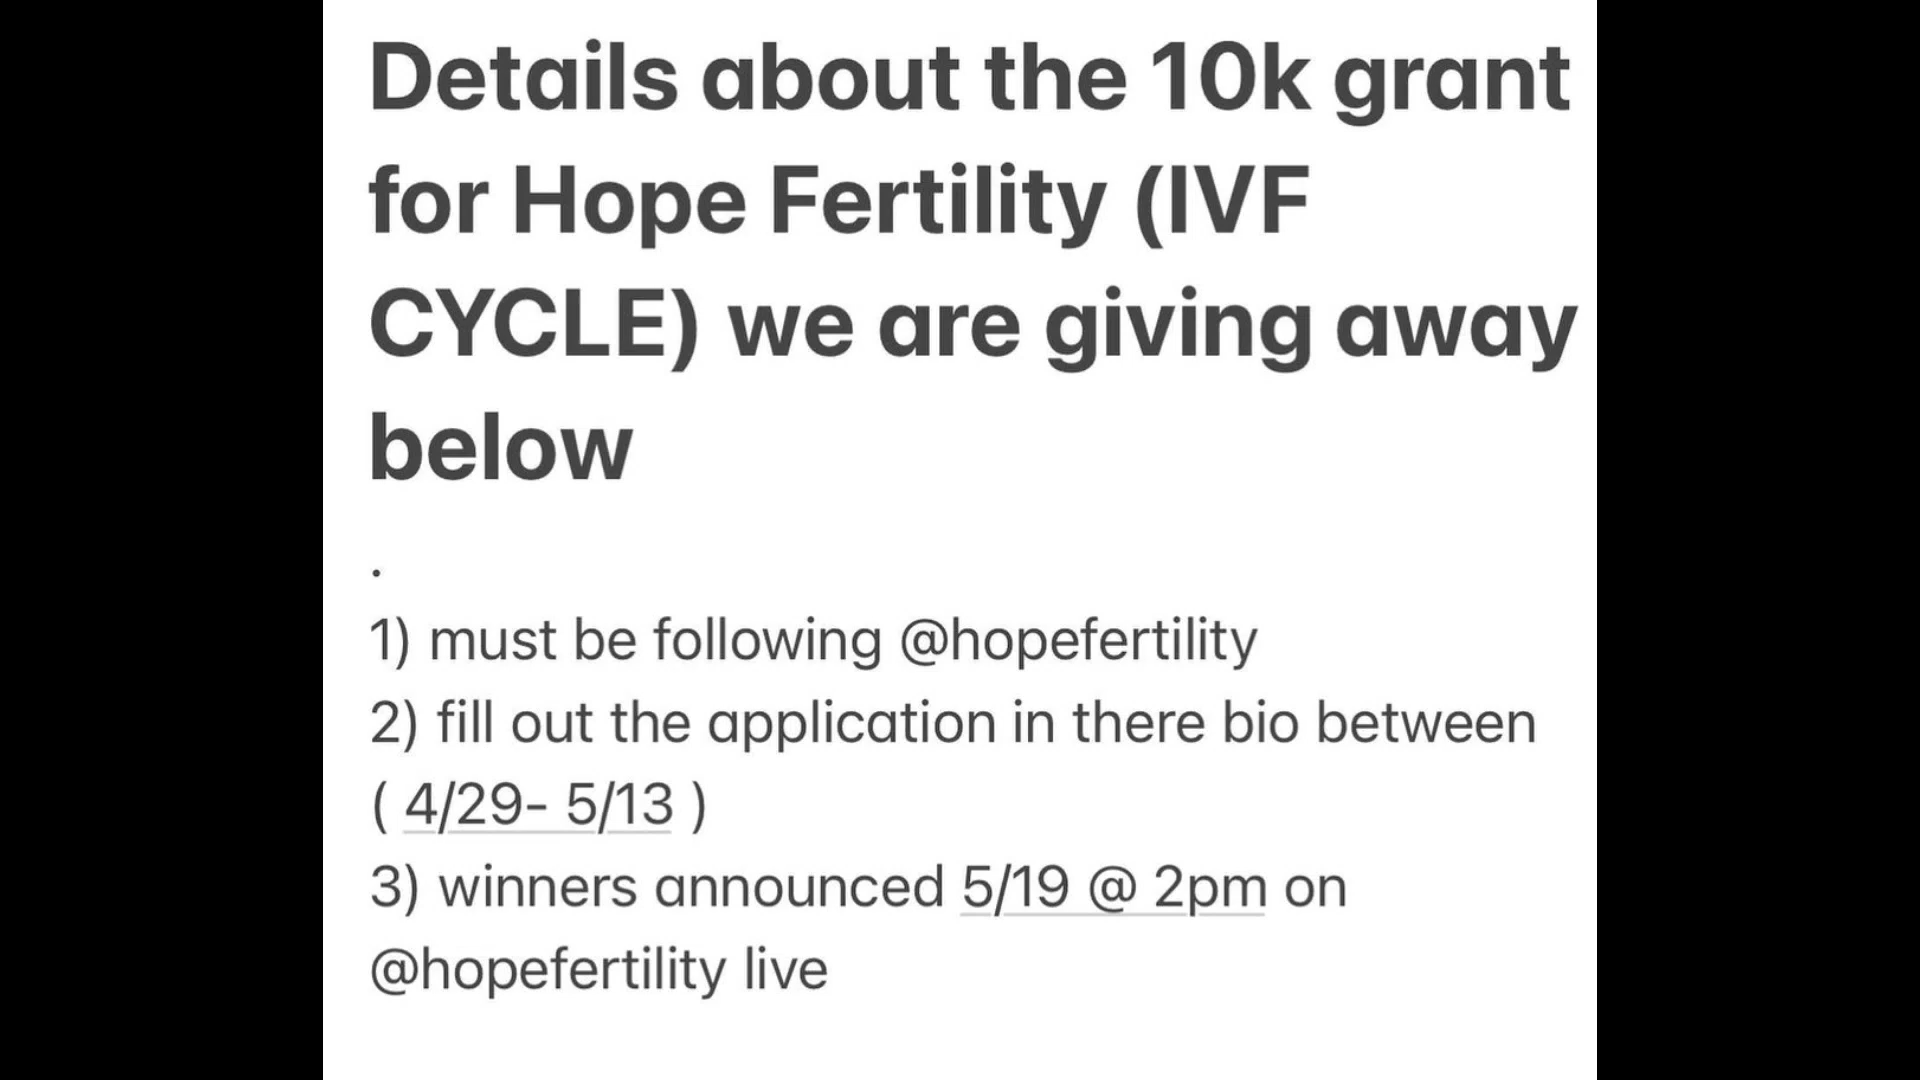 Details about the 10k grant
for Hope Fertility (IVF
CYCLE) we are giving away
below
.
1) must be following @hopefertility
2) fill out the application in there bio between
( 4/29- 5/13 )
3) winners announced 5/19 @ 2pm on
@hopefertility live